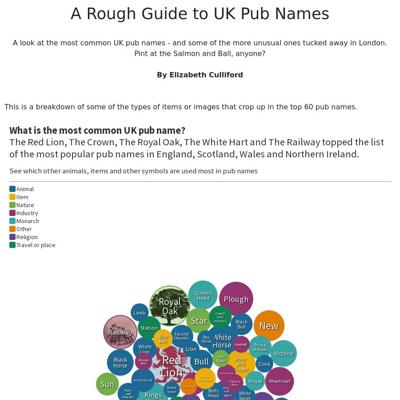 A Rough Guide to UK Pub Names
A look at the most common UK pub names - and some of the more unusual ones tucked away in London.
Pint at the Salmon and Ball, anyone?
By Elizabeth Culliford
This is a breakdown of some of the types of items or images that crop up in the top 60 pub names.
What is the most common UK pub name?
The Red Lion, The Crown, The Royal Oak, The White Hart and The Railway topped the list
of the most popular pub names in England, Scotland, Wales and Northern Ireland.
See which other animals, items and other symbols are used most in pub names
Animal
Item
Nature
Industry
Monarch
Other
Religion
Travel or place
Royal
Oak
Queens
Head
Plough
Lamb
Railway
Station
Star
Black
Bull
New
White
Horse
White
Lion
Lion
Victoria
Black
Horse
Red
Lion
Bull
Cock
Sun
Royal
Wheatsheaf
Kings
Bulls
Head